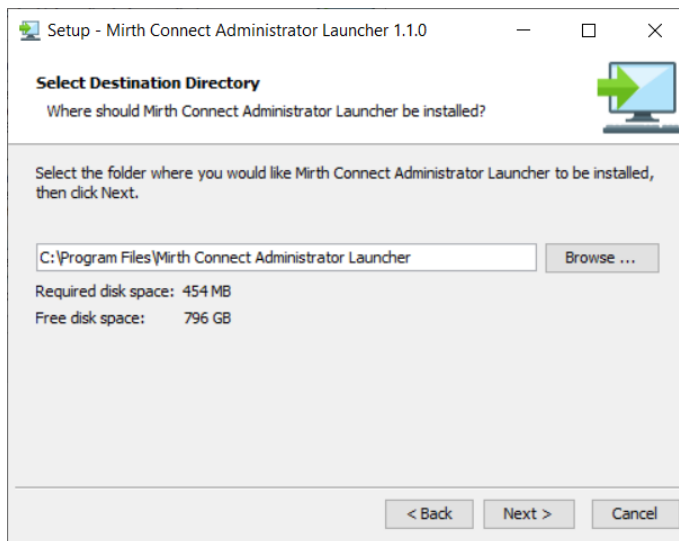 Setup - Mirth Connect Administrator Launcher 1.1.0
Select Destination Directory
Where should Mirth Connect Administrator Launcher be installed?
Select the folder where you would like Mirth Connect Administrator Launcher to be installed,
then click Next.
C:\Program Files\Mirth Connect Administrator Launcher
Browse ...
Required disk space: 454 MB
Free disk space: 796 GB
< Back
Next >
Cancel